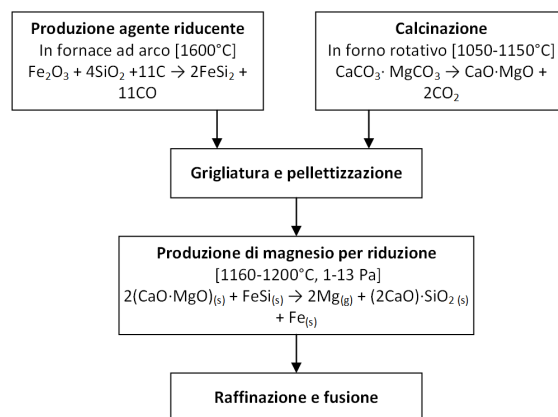 Produzione agente riducente
In fornace ad arco [1600°C]
Fe₂O₃ + 4SiO₂ +11C → 2FeSi₂ +
11CO
Calcinazione
In forno rotativo [1050-1150°C]
CaCO₃· MgCO₃ → CaO·MgO +
2CO₂
Grigliatura e pellettizzazione
Produzione di magnesio per riduzione
[1160-1200°C, 1-13 Pa]
2(CaO·MgO)₍ₛ₎ + FeSi₍ₛ₎ → 2Mg₍g₎ + (2CaO)·SiO₂ ₍ₛ₎
+ Fe₍ₛ₎
Raffinazione e fusione